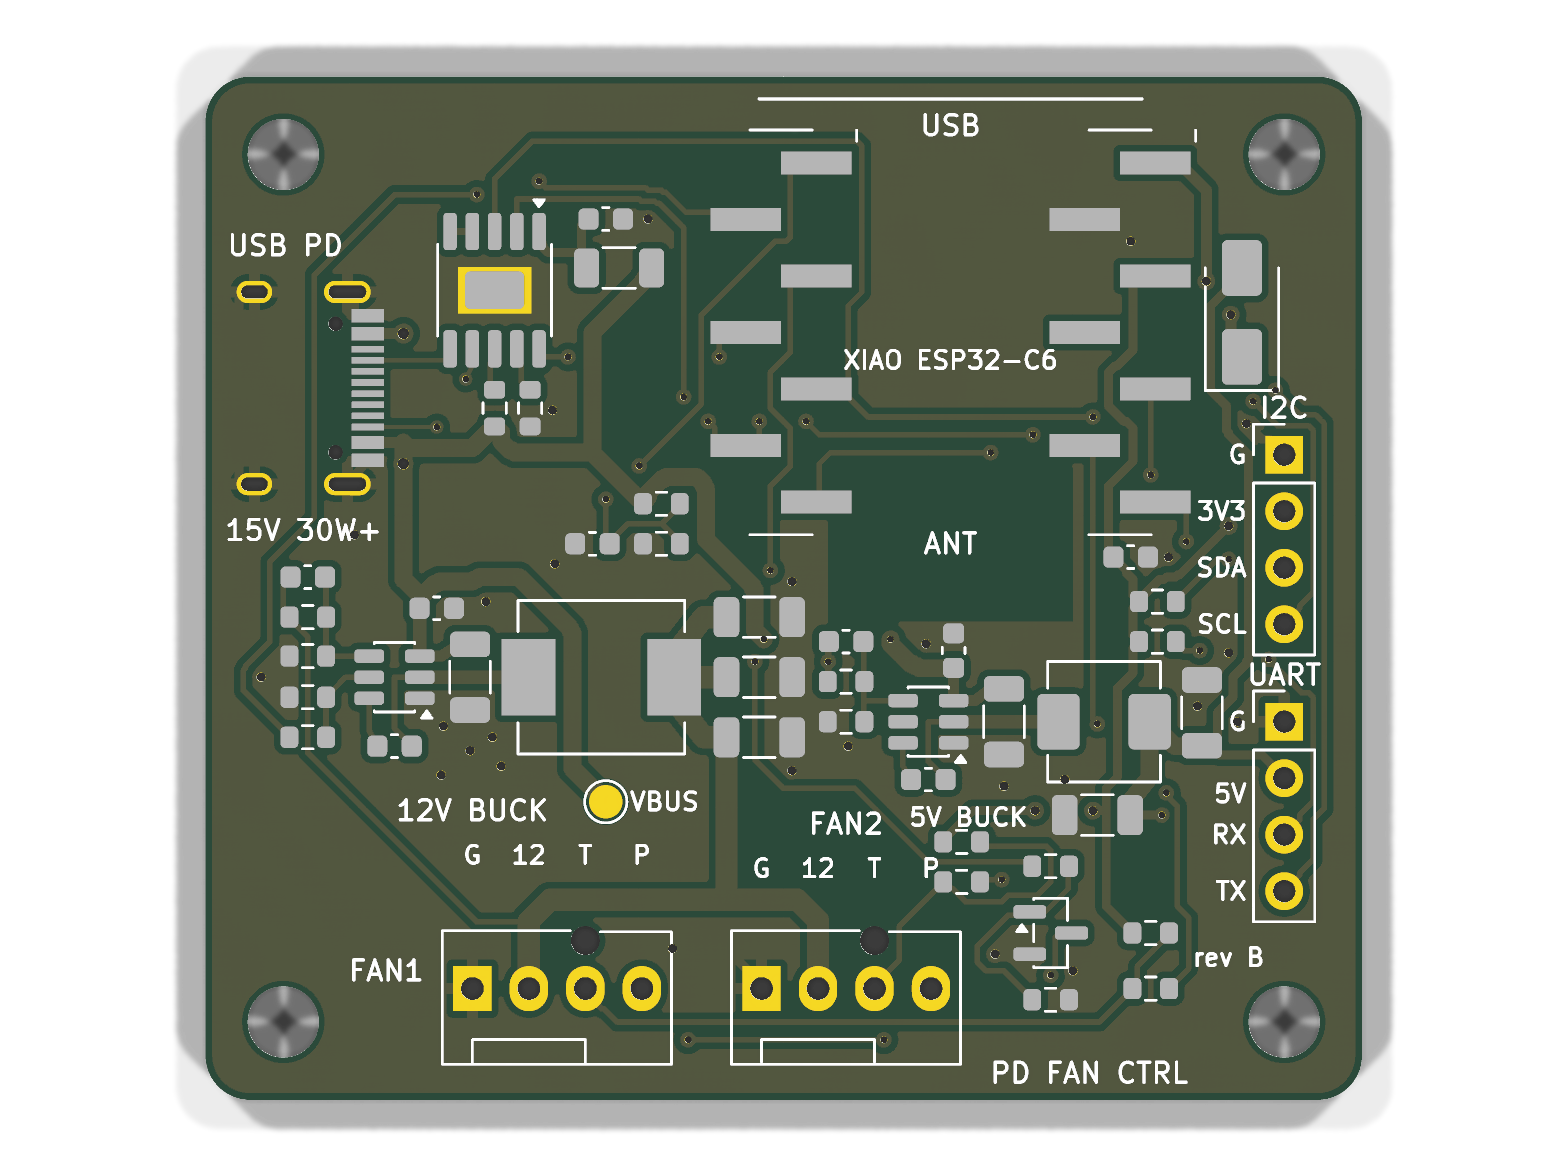 USB
USB PD
XIAO ESP32-C6
I2C
G
3V3
15V 30W+
ANT
SDA
SCL
UART
G
5V
VBUS
12V BUCK
5V BUCK
FAN2
RX
G 12 T P
G 12 T P
TX
rev B
FAN1
PD FAN CTRL